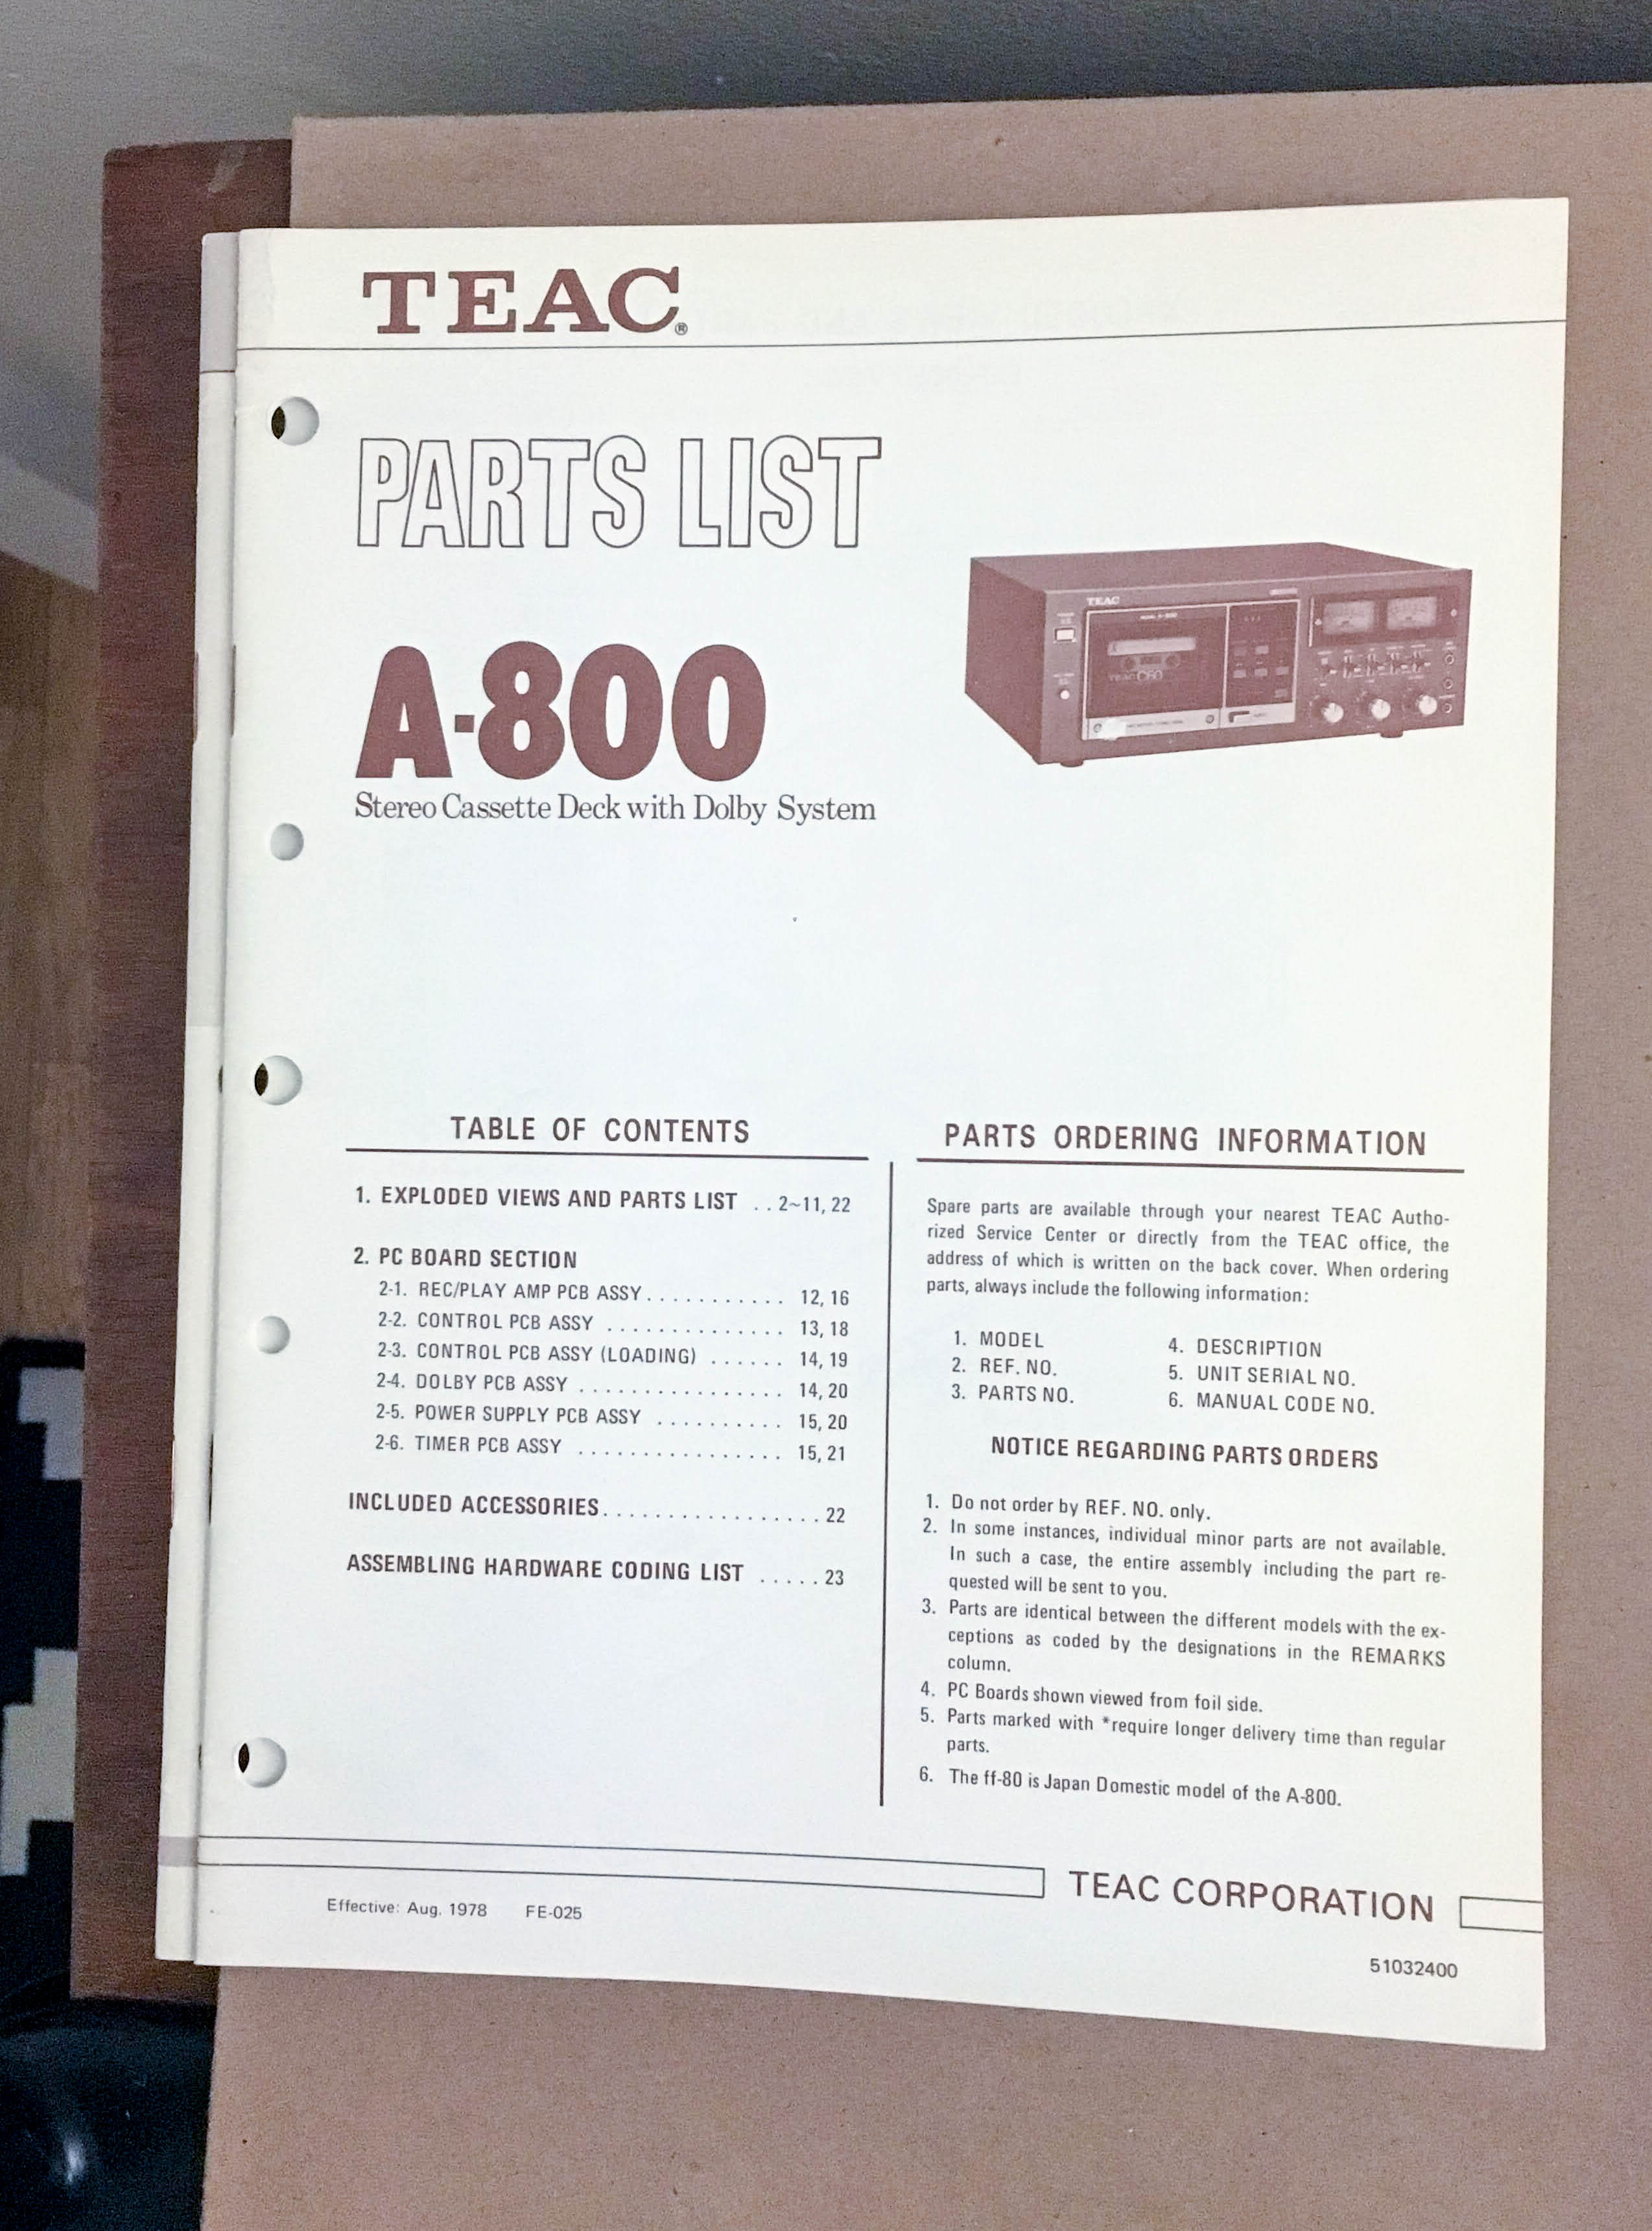 TEAC®
PARTS LIST
A-800
Stereo Cassette Deck with Dolby System
TEAC
TEAC C60
TABLE OF CONTENTS
1. EXPLODED VIEWS AND PARTS LIST . . 2~11, 22
2. PC BOARD SECTION
2-1. REC/PLAY AMP PCB ASSY . . . . . . . . . . . 12, 16
2-2. CONTROL PCB ASSY . . . . . . . . . . . . . . 13, 18
2-3. CONTROL PCB ASSY (LOADING) . . . . . . 14, 19
2-4. DOLBY PCB ASSY . . . . . . . . . . . . . . . . 14, 20
2-5. POWER SUPPLY PCB ASSY . . . . . . . . . . 15, 20
2-6. TIMER PCB ASSY . . . . . . . . . . . . . . . . 15, 21
INCLUDED ACCESSORIES. . . . . . . . . . . . . . . . . 22
ASSEMBLING HARDWARE CODING LIST . . . . . 23
PARTS ORDERING INFORMATION
Spare parts are available through your nearest TEAC Autho-
rized Service Center or directly from the TEAC office, the
address of which is written on the back cover. When ordering
parts, always include the following information:
1. MODEL
2. REF. NO.
3. PARTS NO.
4. DESCRIPTION
5. UNIT SERIAL NO.
6. MANUAL CODE NO.
NOTICE REGARDING PARTS ORDERS
1. Do not order by REF. NO. only.
2. In some instances, individual minor parts are not available.
In such a case, the entire assembly including the part re-
quested will be sent to you.
3. Parts are identical between the different models with the ex-
ceptions as coded by the designations in the REMARKS
column.
4. PC Boards shown viewed from foil side.
5. Parts marked with *require longer delivery time than regular
parts.
6. The ff-80 is Japan Domestic model of the A-800.
TEAC CORPORATION
Effective: Aug. 1978 FE-025
51032400